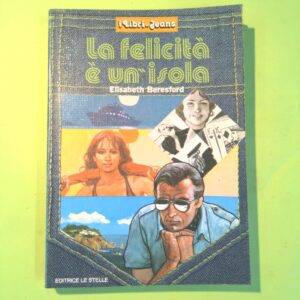 i Libri-Jeans
La felicità
è un'isola
Elisabeth Beresford
EDITRICE LE STELLE